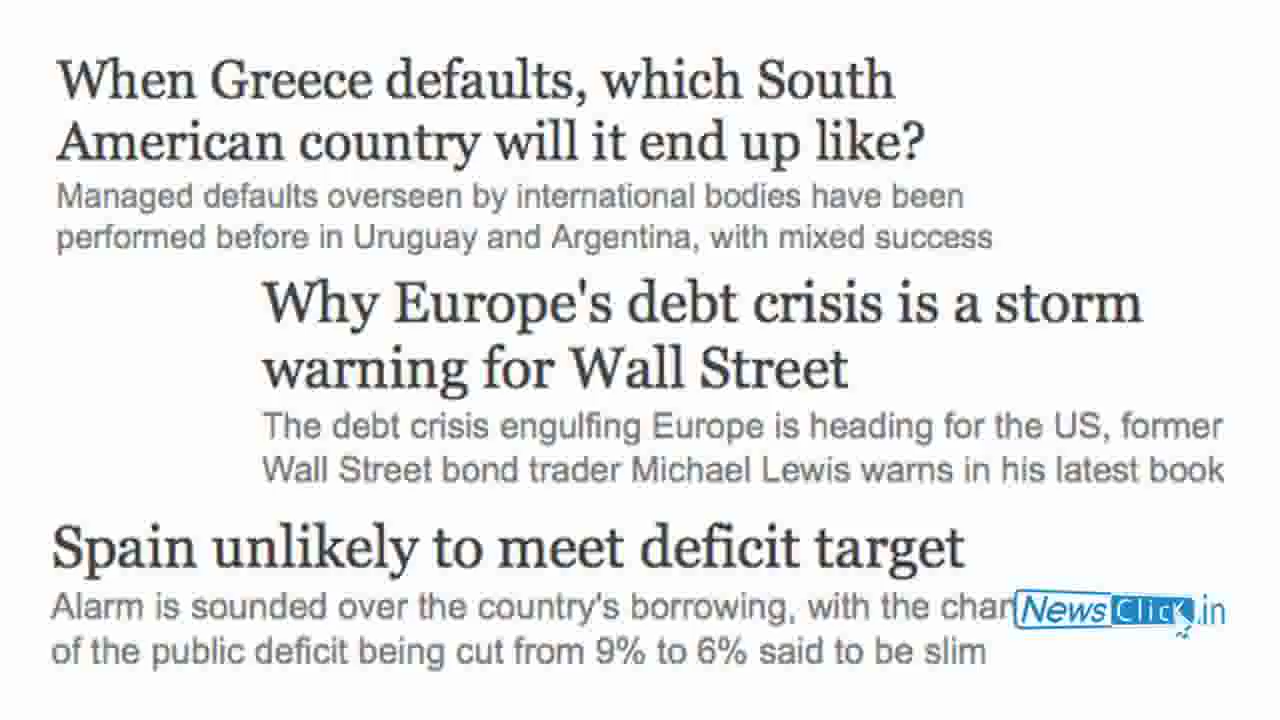 When Greece defaults, which South
American country will it end up like?
Managed defaults overseen by international bodies have been
performed before in Uruguay and Argentina, with mixed success
Why Europe's debt crisis is a storm
warning for Wall Street
The debt crisis engulfing Europe is heading for the US, former
Wall Street bond trader Michael Lewis warns in his latest book
Spain unlikely to meet deficit target
Alarm is sounded over the country's borrowing, with the
of the public deficit being cut from 9% to 6% said to be slim
NewsClick.in